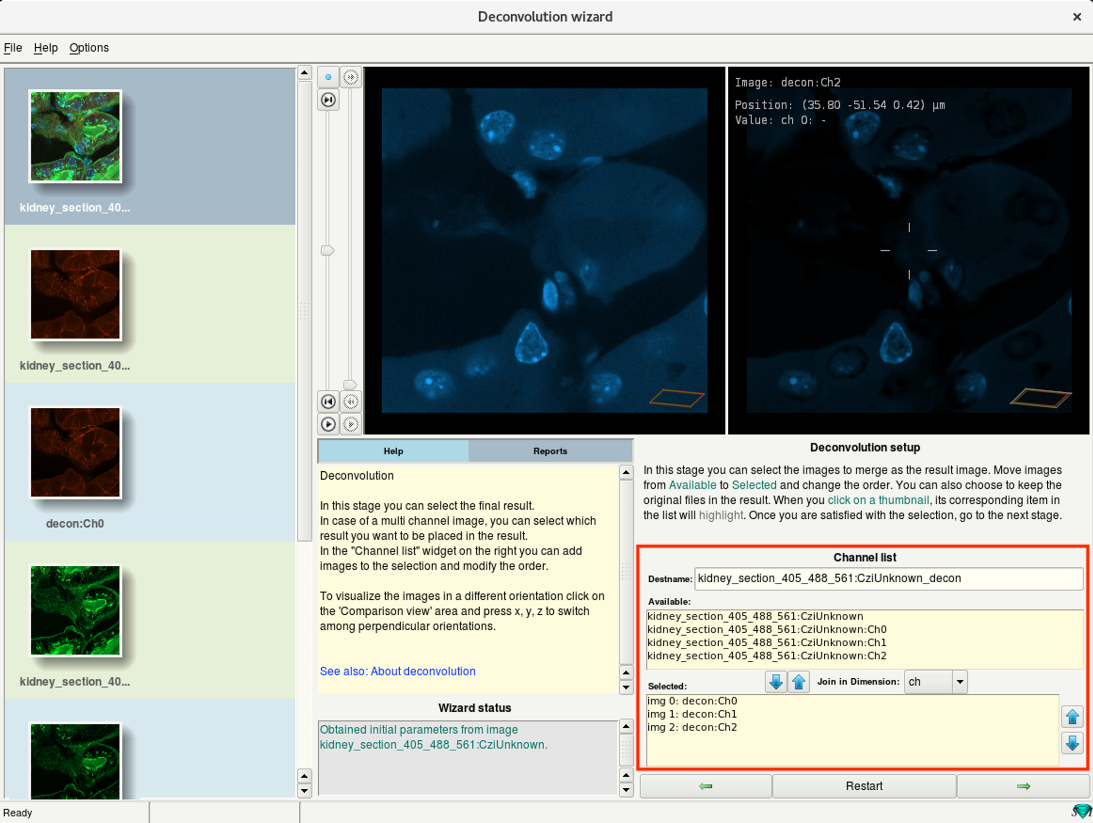 Deconvolution wizard
File Help Options
kidney_section_40...
kidney_section_40...
decon:Ch0
kidney_section_40...
Image: decon:Ch2
Position: (35.80 -51.54 0.42) µm
Value: ch 0: -
Help Reports
Deconvolution
In this stage you can select the final result.
In case of a multi channel image, you can select which
result you want to be placed in the result.
In the "Channel list" widget on the right you can add
images to the selection and modify the order.
To visualize the images in a different orientation click on
the 'Comparison view' area and press x, y, z to switch
among perpendicular orientations.
See also: About deconvolution
Wizard status
Obtained initial parameters from image
kidney_section_405_488_561:CziUnknown.
Deconvolution setup
In this stage you can select the images to merge as the result image. Move images
from Available to Selected and change the order. You can also choose to keep the
original files in the result. When you click on a thumbnail, its corresponding item in
the list will highlight. Once you are satisfied with the selection, go to the next stage.
Channel list
Destname: kidney_section_405_488_561:CziUnknown_decon
Available:
kidney_section_405_488_561:CziUnknown
kidney_section_405_488_561:CziUnknown:Ch0
kidney_section_405_488_561:CziUnknown:Ch1
kidney_section_405_488_561:CziUnknown:Ch2
Selected: Join in Dimension: ch
img 0: decon:Ch0
img 1: decon:Ch1
img 2: decon:Ch2
Restart
Ready